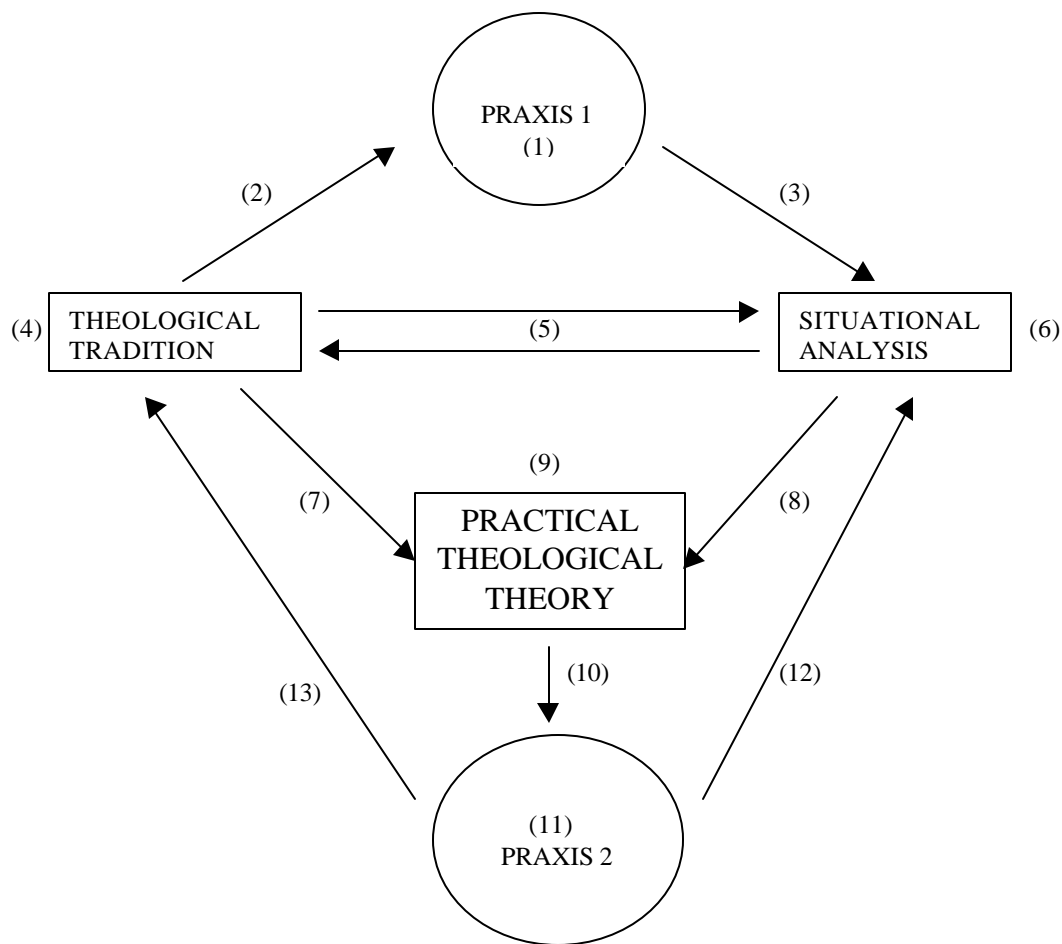 PRAXIS 1
(1)
(2)
(3)
(4)
THEOLOGICAL
TRADITION
(5)
SITUATIONAL
ANALYSIS
(6)
(7)
(8)
(9)
PRACTICAL
THEOLOGICAL
THEORY
(10)
(12)
(13)
(11)
PRAXIS 2